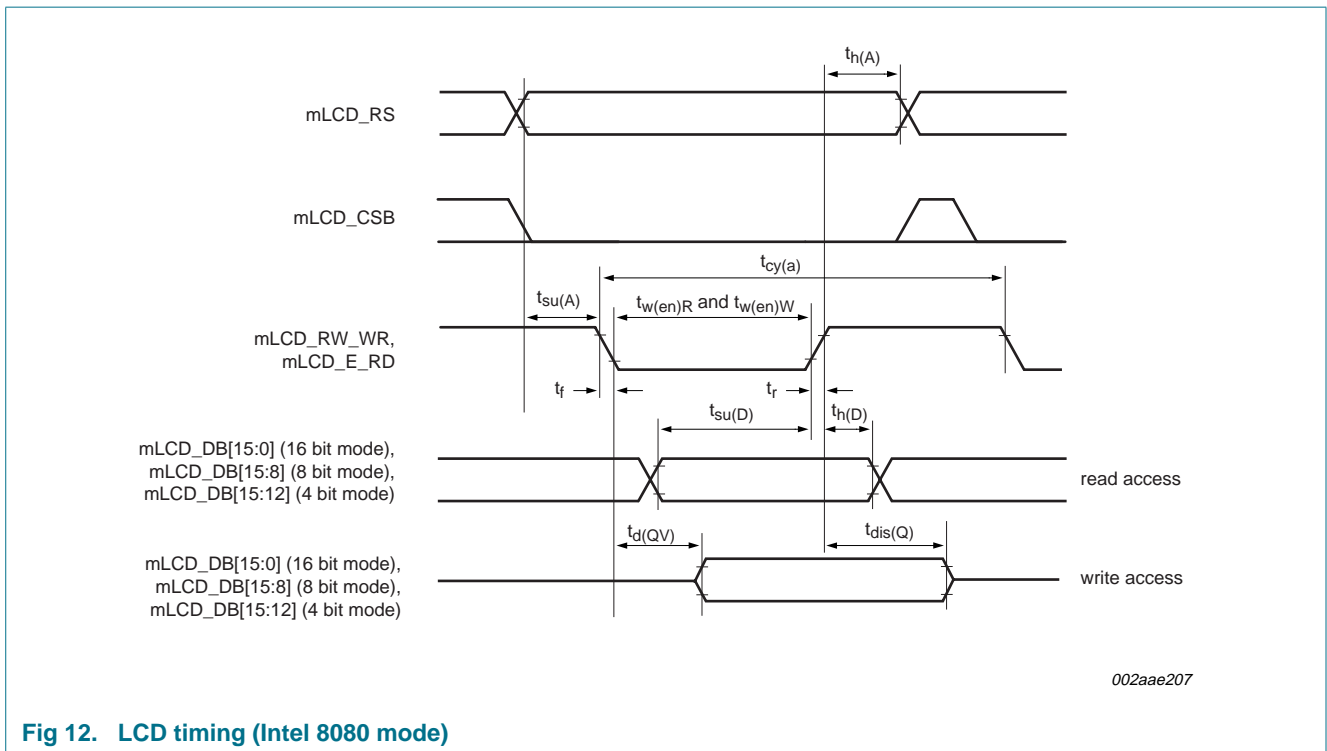 th(A)
mLCD_RS
mLCD_CSB
tcy(a)
tsu(A)
tw(en)R and tw(en)W
mLCD_RW_WR,
mLCD_E_RD
tf
tr
tsu(D)
th(D)
mLCD_DB[15:0] (16 bit mode),
mLCD_DB[15:8] (8 bit mode),
mLCD_DB[15:12] (4 bit mode)
read access
td(QV)
tdis(Q)
mLCD_DB[15:0] (16 bit mode),
mLCD_DB[15:8] (8 bit mode),
mLCD_DB[15:12] (4 bit mode)
write access
002aae207
Fig 12. LCD timing (Intel 8080 mode)